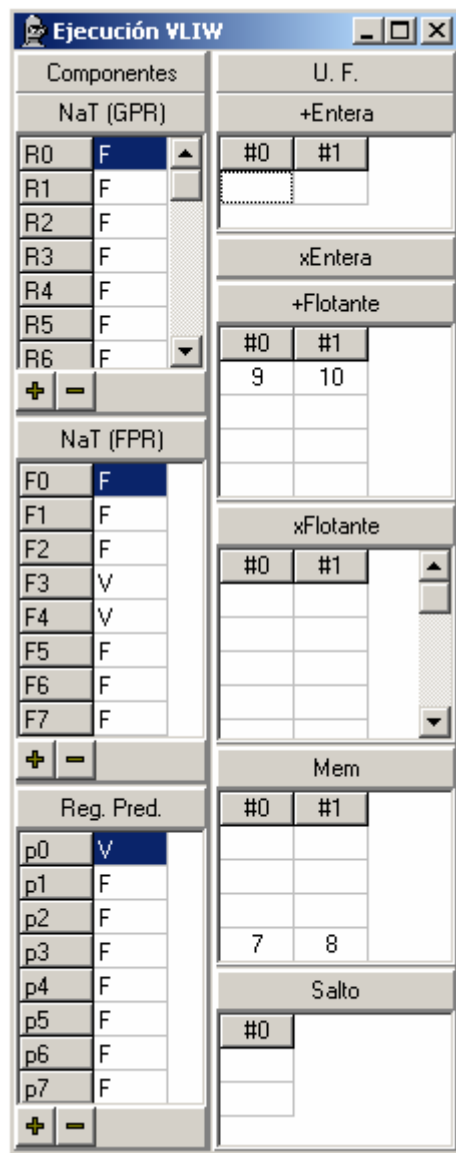 Ejecución VLIW
Componentes
NaT (GPR)
R0 F
R1 F
R2 F
R3 F
R4 F
R5 F
R6 F
NaT (FPR)
F0 F
F1 F
F2 F
F3 V
F4 V
F5 F
F6 F
F7 F
Reg. Pred.
p0 V
p1 F
p2 F
p3 F
p4 F
p5 F
p6 F
p7 F
U. F.
+Entera
#0 #1
xEntera
+Flotante
#0 #1
9 10
xFlotante
#0 #1
Mem
#0 #1
7 8
Salto
#0